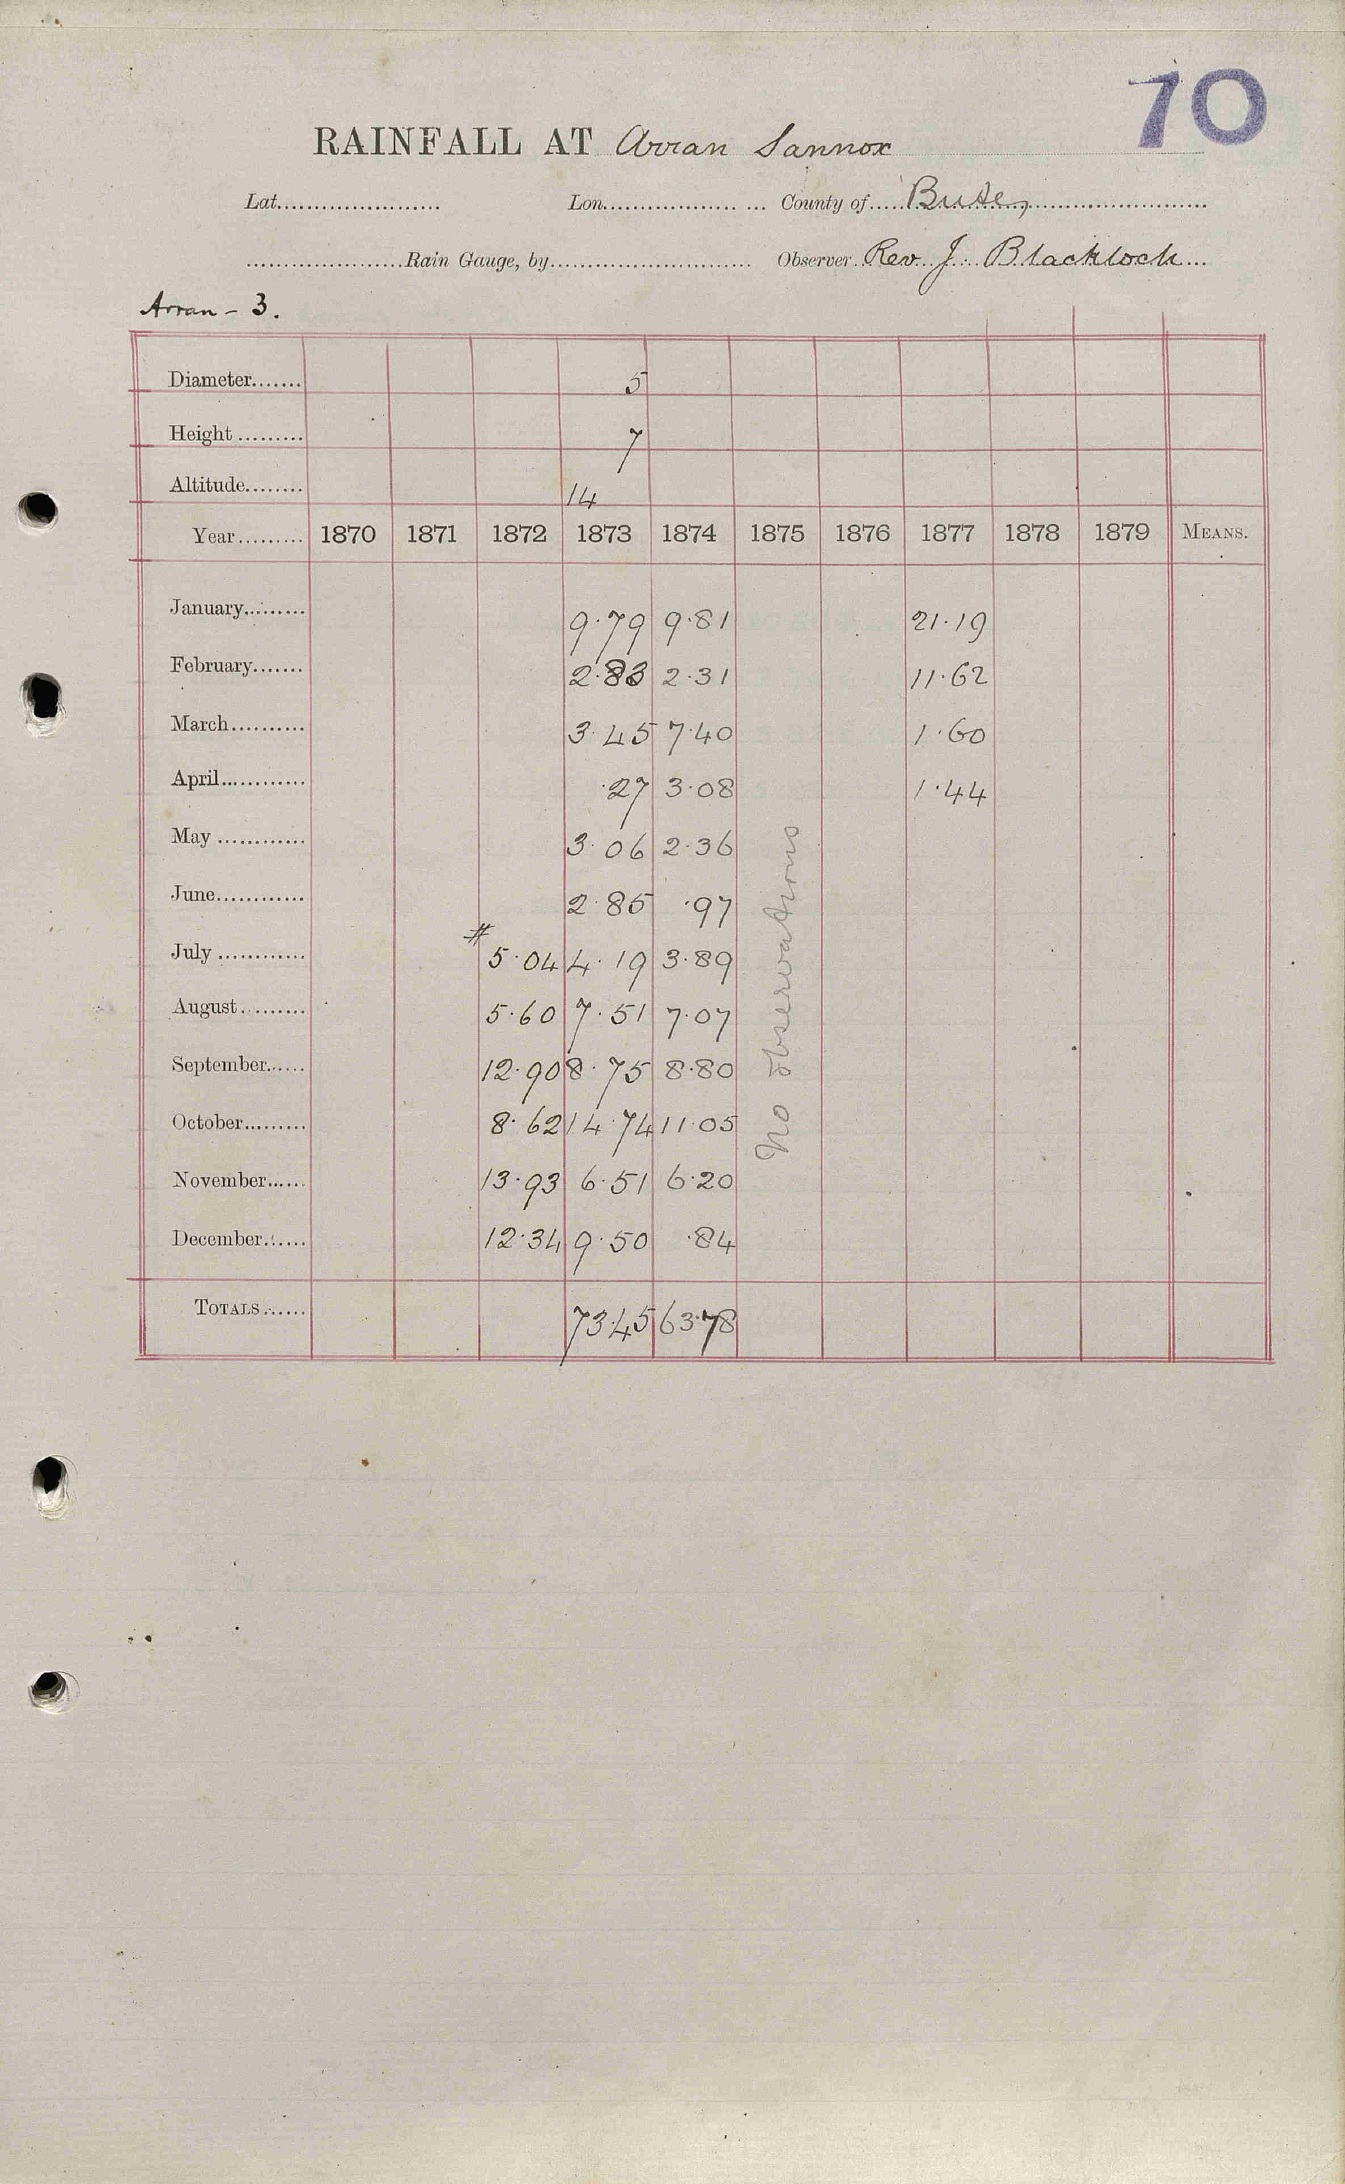 70
RAINFALL AT Arran Sannox
Lat...................... Lon................... ... County of.....Bute,...........................
.......................Rain Gauge, by............................. Observer..Rev. J. Blacklock...
Arran - 3.
Diameter....... 5
Height ......... 7
Altitude........ 14
Year......... 1870 1871 1872 1873 1874 1875 1876 1877 1878 1879 MEANS.
January......... 9.79 9.81 21.19
February....... 2.83 2.31 11.62
March.......... 3.45 7.40 1.60
April............ .27 3.08 1.44
May ............ 3.06 2.36
June............ 2.85 .97
July ............ # 5.04 4.19 3.89
August.......... 5.60 7.51 7.07
September...... 12.90 8.75 8.80
October......... 8.62 14.74 11.05
November...... 13.93 6.51 6.20
December....... 12.34 9.50 .84
No observations
TOTALS....... 73.45 63.78